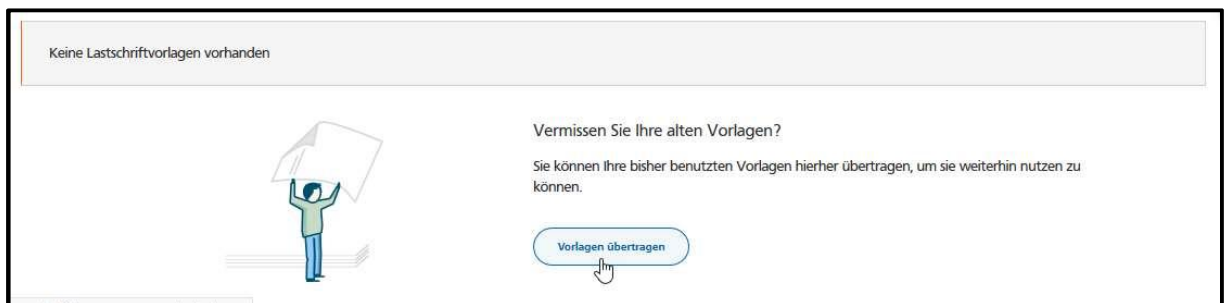 Keine Lastschriftvorlagen vorhanden
Vermissen Sie Ihre alten Vorlagen?
Sie können Ihre bisher benutzten Vorlagen hierher übertragen, um sie weiterhin nutzen zu
können.
Vorlagen übertragen